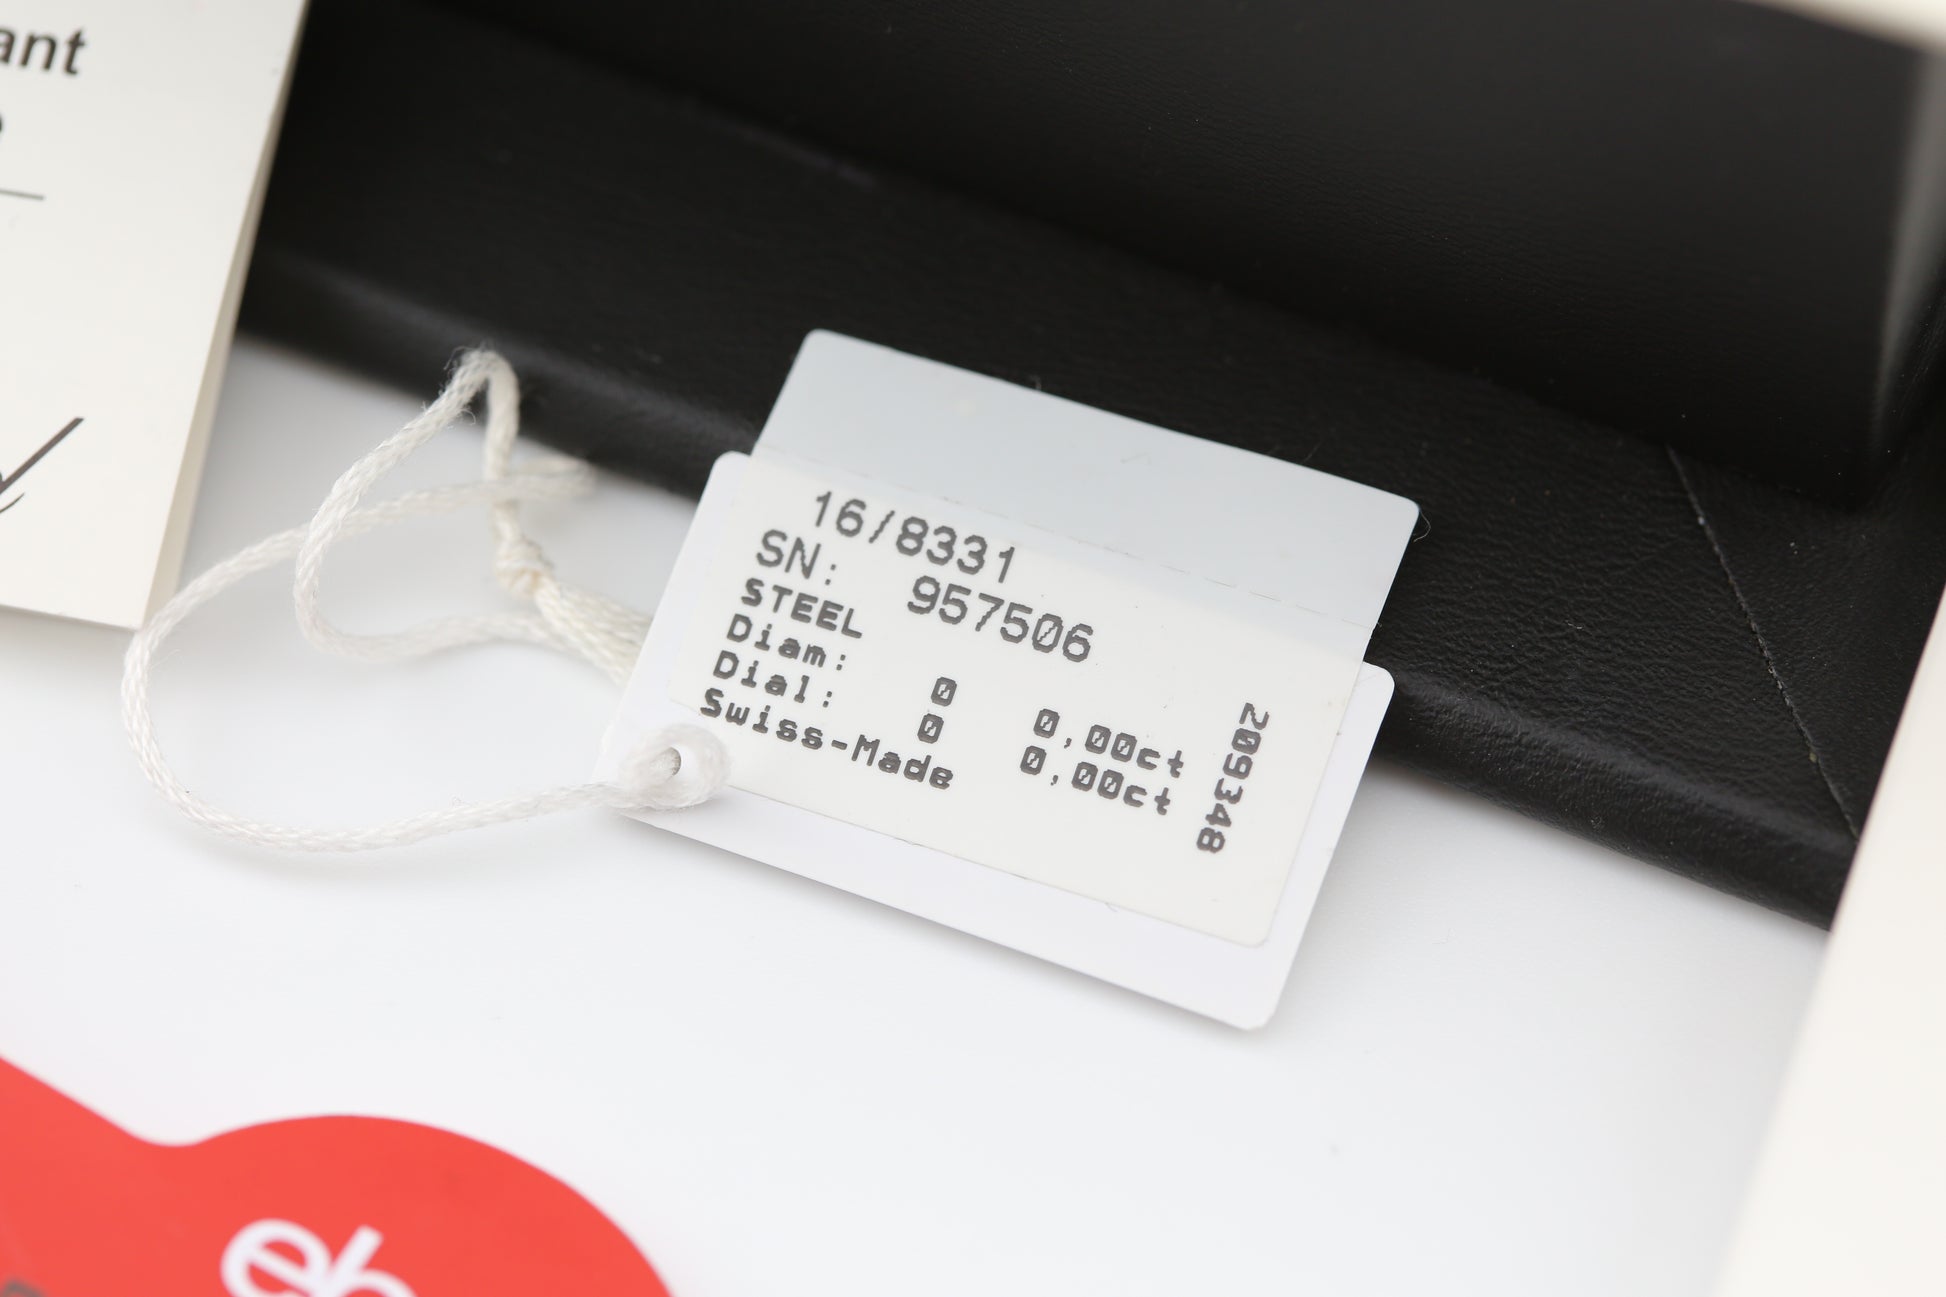 ant
16/8331
SN: 957506
STEEL
Diam: 0 0,00ct
Dial: 0 0,00ct
Swiss-Made
209348
eb